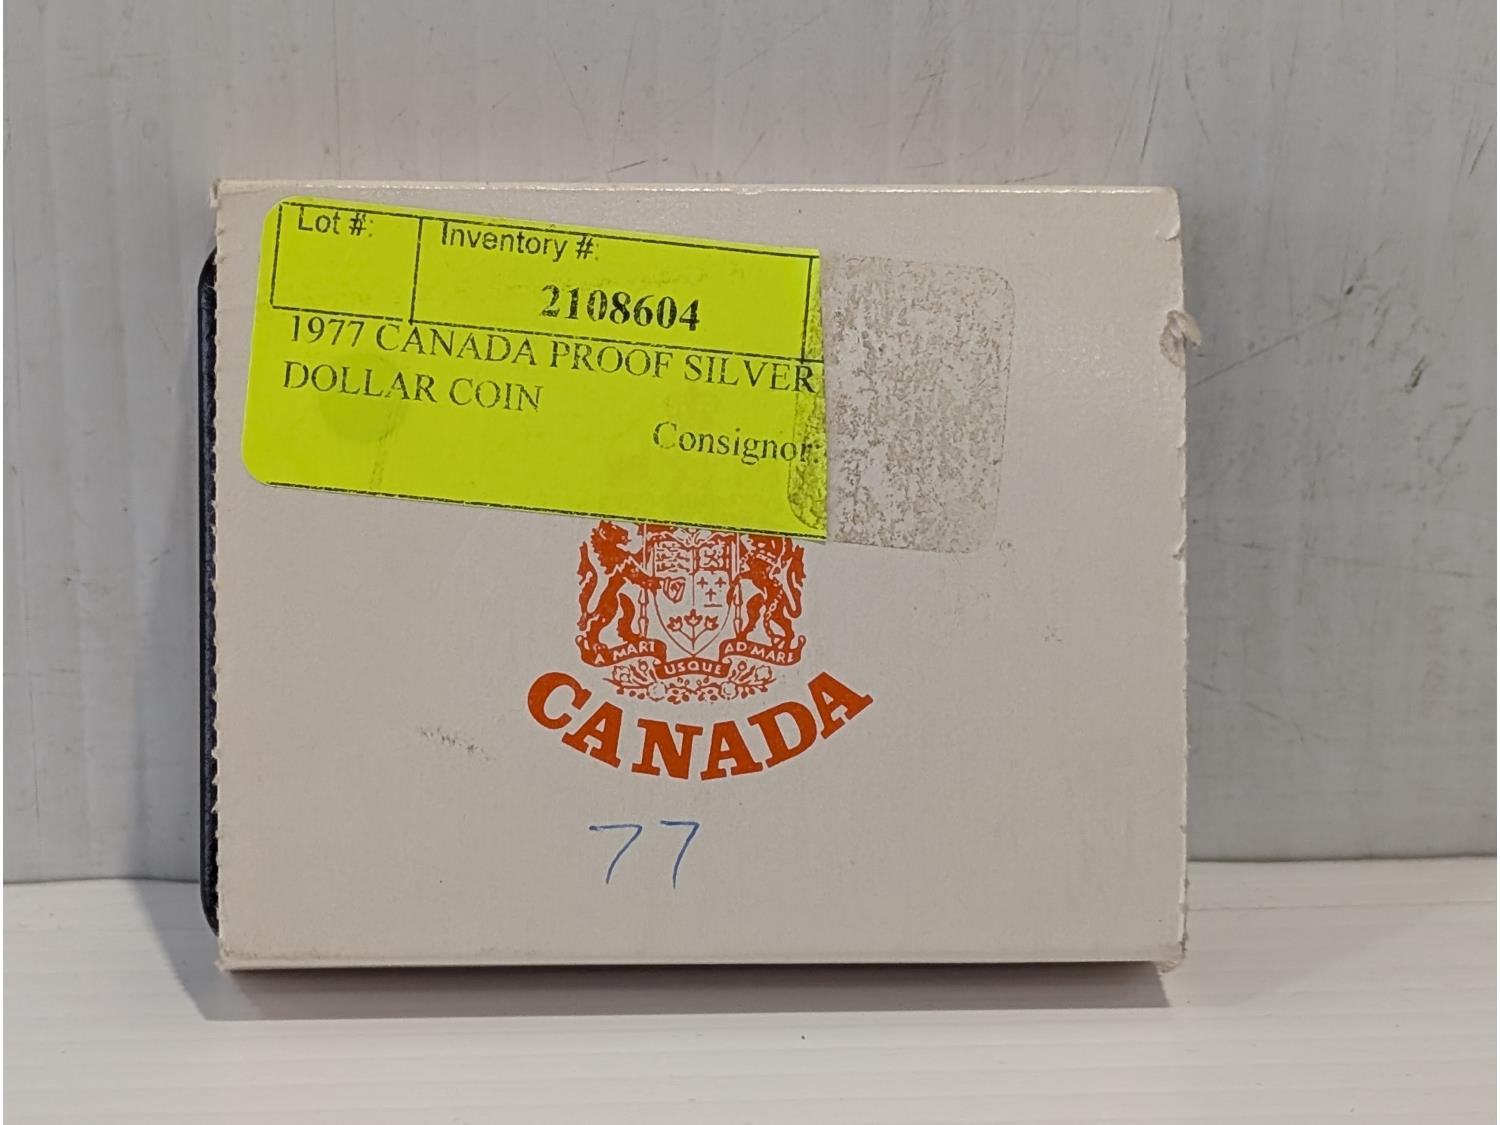 Lot #:
Inventory #:
2108604
1977 CANADA PROOF SILVER
DOLLAR COIN
Consignor:
A MARI USQUE AD MARE
CANADA
77